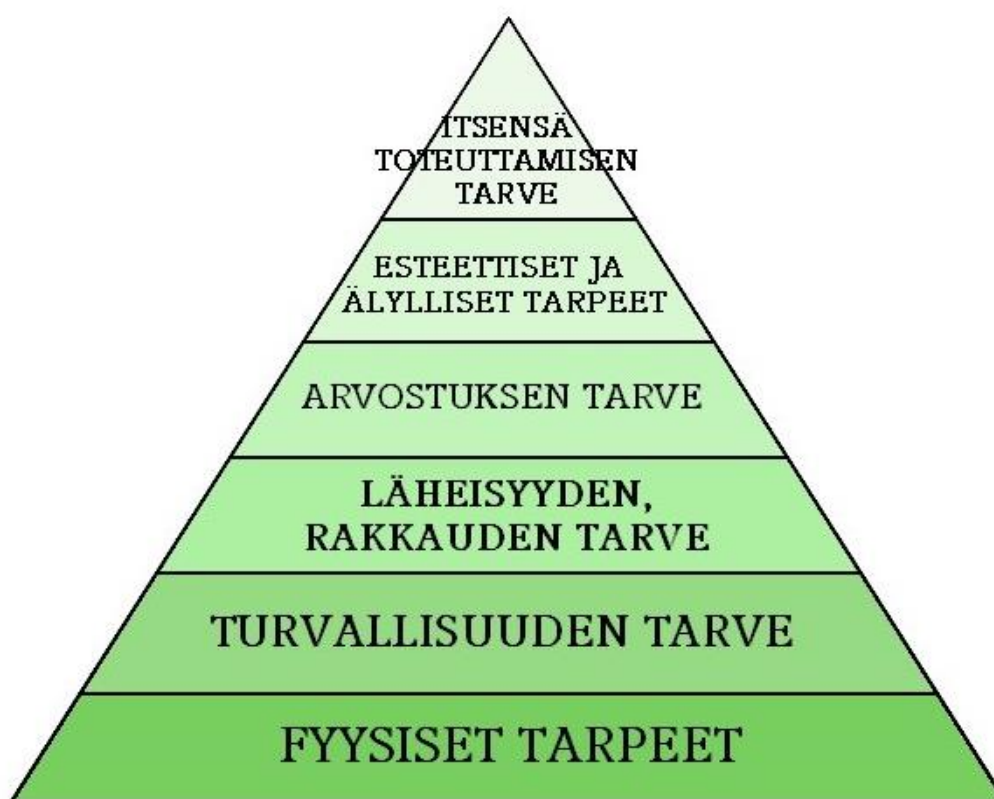 ITSENSÄ
TOTEUTTAMISEN
TARVE
ESTEETTISET JA
ÄLYLLISET TARPEET
ARVOSTUKSEN TARVE
LÄHEISYYDEN,
RAKKAUDEN TARVE
TURVALLISUUDEN TARVE
FYYSISET TARPEET